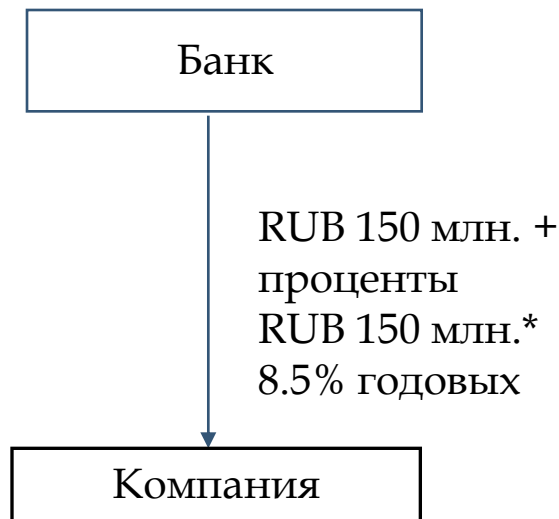 Банк
RUB 150 млн. +
проценты
RUB 150 млн.*
8.5% годовых
Компания